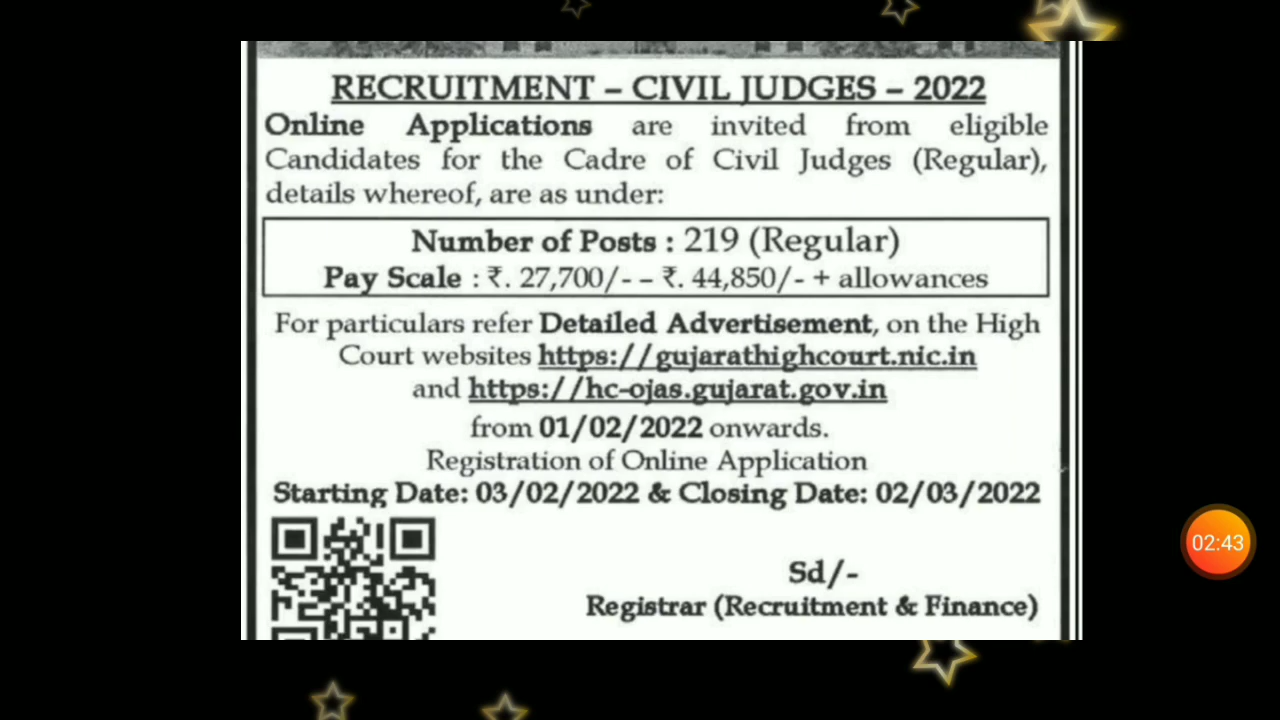 RECRUITMENT – CIVIL JUDGES – 2022
Online Applications are invited from eligible
Candidates for the Cadre of Civil Judges (Regular),
details whereof, are as under:
Number of Posts : 219 (Regular)
Pay Scale : ₹. 27,700/- – ₹. 44,850/- + allowances
For particulars refer Detailed Advertisement, on the High
Court websites https://gujarathighcourt.nic.in
and https://hc-ojas.gujarat.gov.in
from 01/02/2022 onwards.
Registration of Online Application
Starting Date: 03/02/2022 & Closing Date: 02/03/2022
Sd/-
Registrar (Recruitment & Finance)
02:43